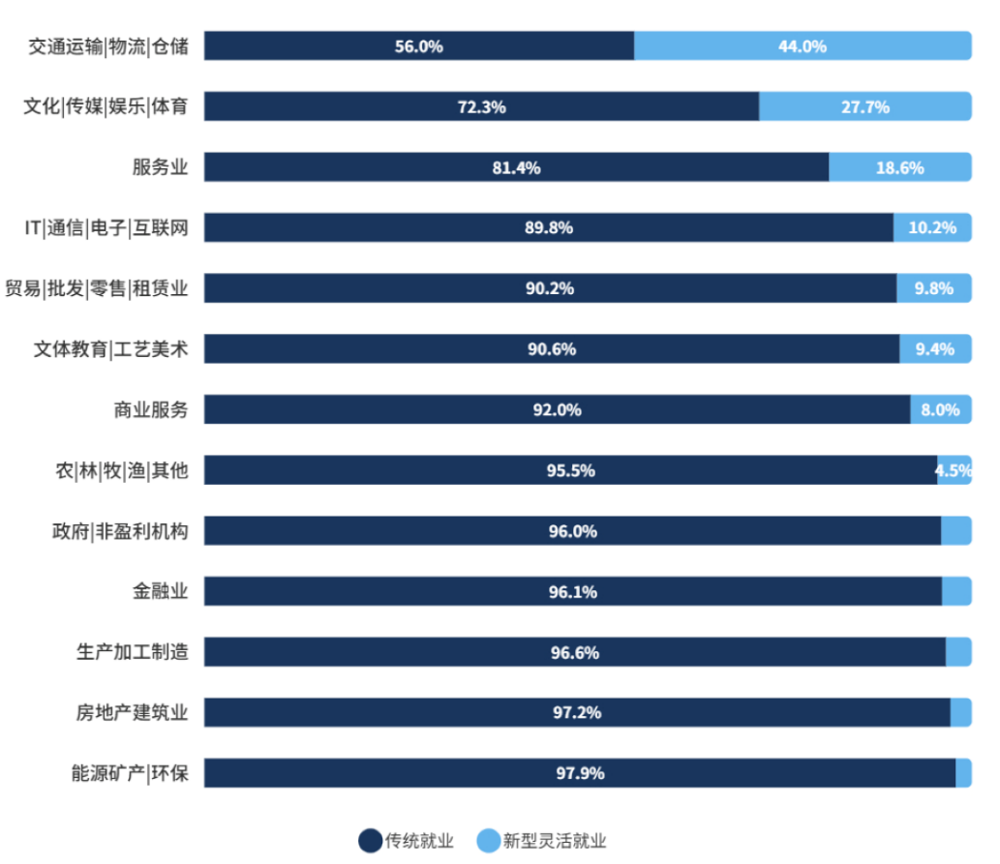 交通运输|物流|仓储 56.0% 44.0%
文化|传媒|娱乐|体育 72.3% 27.7%
服务业 81.4% 18.6%
IT|通信|电子|互联网 89.8% 10.2%
贸易|批发|零售|租赁业 90.2% 9.8%
文体教育|工艺美术 90.6% 9.4%
商业服务 92.0% 8.0%
农|林|牧|渔|其他 95.5% 4.5%
政府|非盈利机构 96.0%
金融业 96.1%
生产加工制造 96.6%
房地产建筑业 97.2%
能源矿产|环保 97.9%
传统就业 新型灵活就业